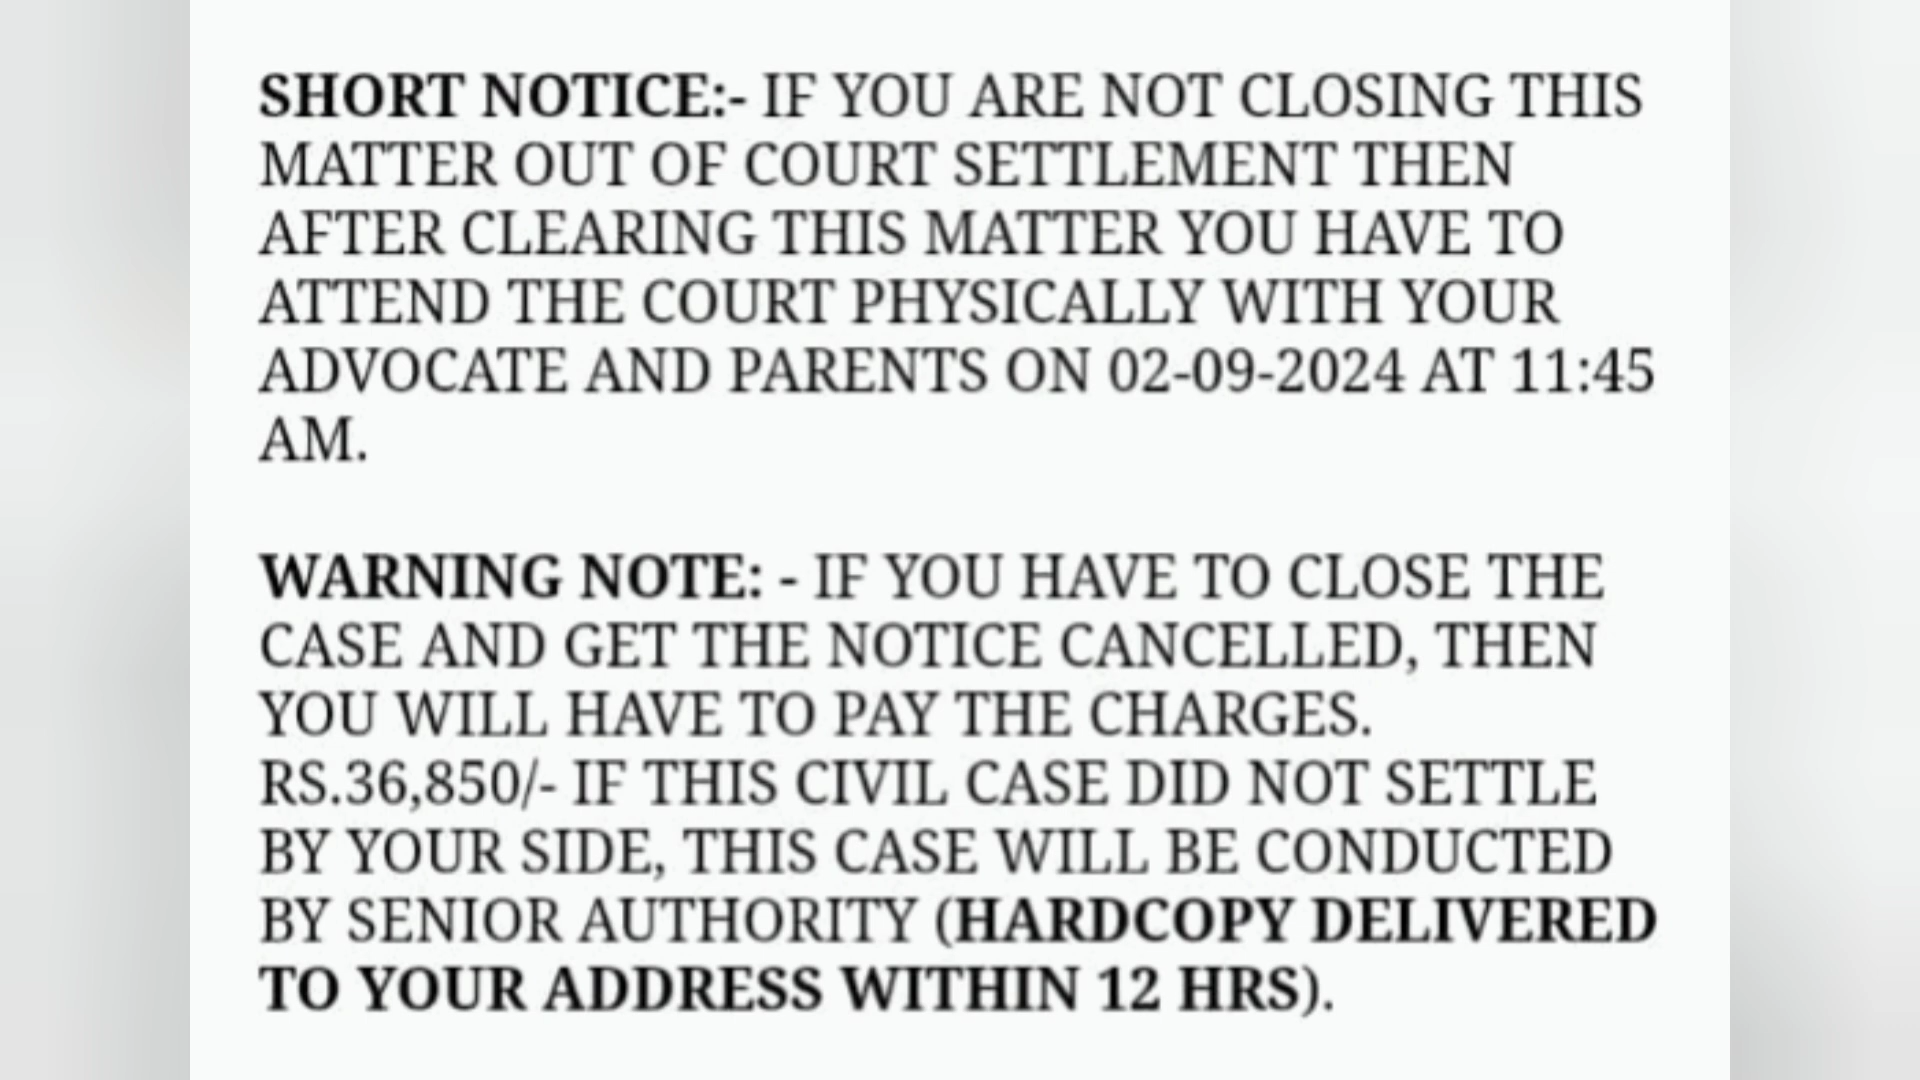 SHORT NOTICE:- IF YOU ARE NOT CLOSING THIS
MATTER OUT OF COURT SETTLEMENT THEN
AFTER CLEARING THIS MATTER YOU HAVE TO
ATTEND THE COURT PHYSICALLY WITH YOUR
ADVOCATE AND PARENTS ON 02-09-2024 AT 11:45
AM.
WARNING NOTE: - IF YOU HAVE TO CLOSE THE
CASE AND GET THE NOTICE CANCELLED, THEN
YOU WILL HAVE TO PAY THE CHARGES.
RS.36,850/- IF THIS CIVIL CASE DID NOT SETTLE
BY YOUR SIDE, THIS CASE WILL BE CONDUCTED
BY SENIOR AUTHORITY (HARDCOPY DELIVERED
TO YOUR ADDRESS WITHIN 12 HRS).